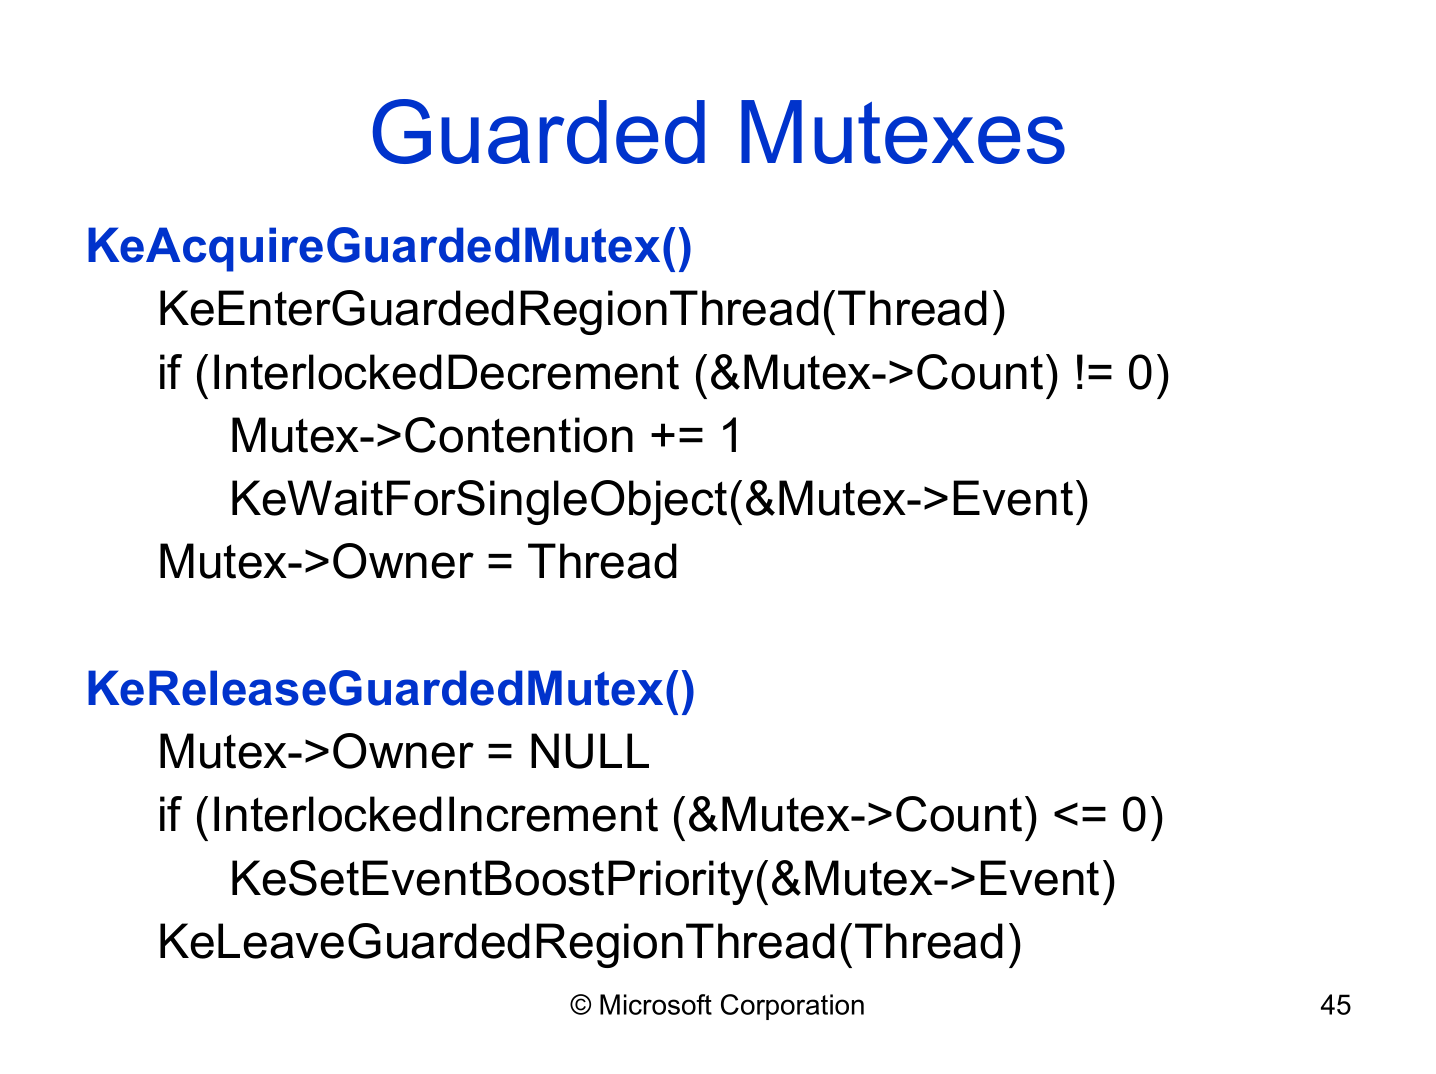 Guarded Mutexes
KeAcquireGuardedMutex()
KeEnterGuardedRegionThread(Thread)
if (InterlockedDecrement (&Mutex->Count) != 0)
Mutex->Contention += 1
KeWaitForSingleObject(&Mutex->Event)
Mutex->Owner = Thread
KeReleaseGuardedMutex()
Mutex->Owner = NULL
if (InterlockedIncrement (&Mutex->Count) <= 0)
KeSetEventBoostPriority(&Mutex->Event)
KeLeaveGuardedRegionThread(Thread)
© Microsoft Corporation
45